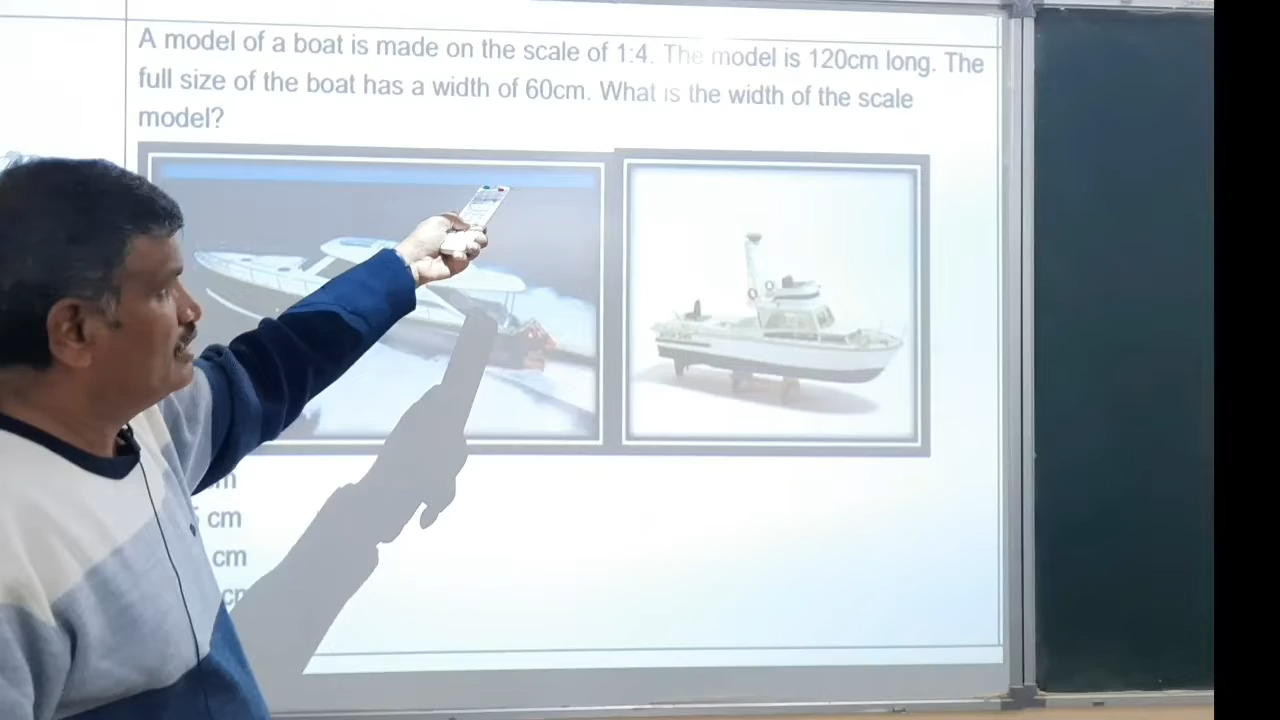 A model of a boat is made on the scale of 1:4. The model is 120cm long. The
full size of the boat has a width of 60cm. What is the width of the scale
model?
cm
cm